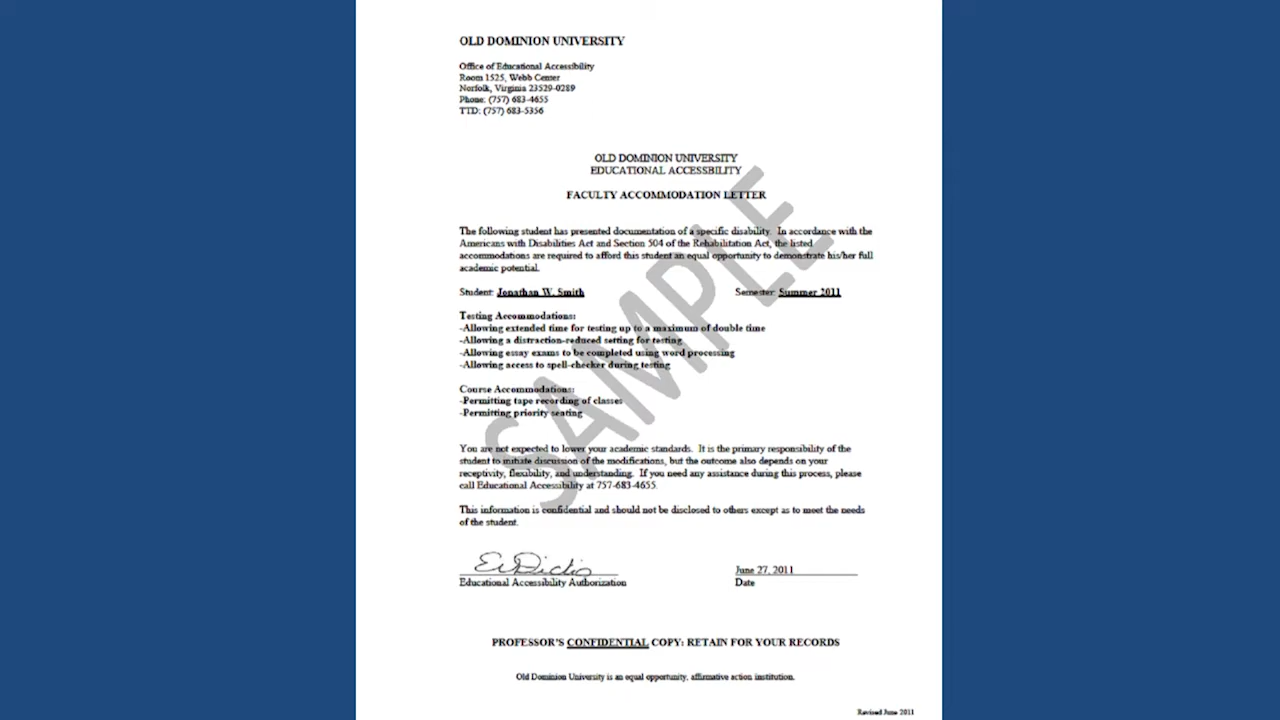 OLD DOMINION UNIVERSITY
Office of Educational Accessibility
Room 1525, Webb Center
Norfolk, Virginia 23529-0289
Phone: (757) 683-4655
TTD: (757) 683-5356
OLD DOMINION UNIVERSITY
EDUCATIONAL ACCESSBILITY
FACULTY ACCOMMODATION LETTER
The following student has presented documentation of a specific disability. In accordance with the
Americans with Disabilities Act and Section 504 of the Rehabilitation Act, the listed
accommodations are required to afford this student an equal opportunity to demonstrate his/her full
academic potential.
Student: Jonathan W. Smith Semester: Summer 2011
Testing Accommodations:
-Allowing extended time for testing up to a maximum of double time
-Allowing a distraction-reduced setting for testing
-Allowing essay exams to be completed using word processing
-Allowing access to spell-checker during testing
Course Accommodations:
-Permitting tape recording of classes
-Permitting priority seating
You are not expected to lower your academic standards. It is the primary responsibility of the
student to initiate discussion of the modifications, but the outcome also depends on your
receptivity, flexibility, and understanding. If you need any assistance during this process, please
call Educational Accessibility at 757-683-4655.
This information is confidential and should not be disclosed to others except as to meet the needs
of the student.
June 27, 2011
Educational Accessibility Authorization Date
PROFESSOR'S CONFIDENTIAL COPY: RETAIN FOR YOUR RECORDS
Old Dominion University is an equal opportunity, affirmative action institution.
Revised June 2011
SAMPLE